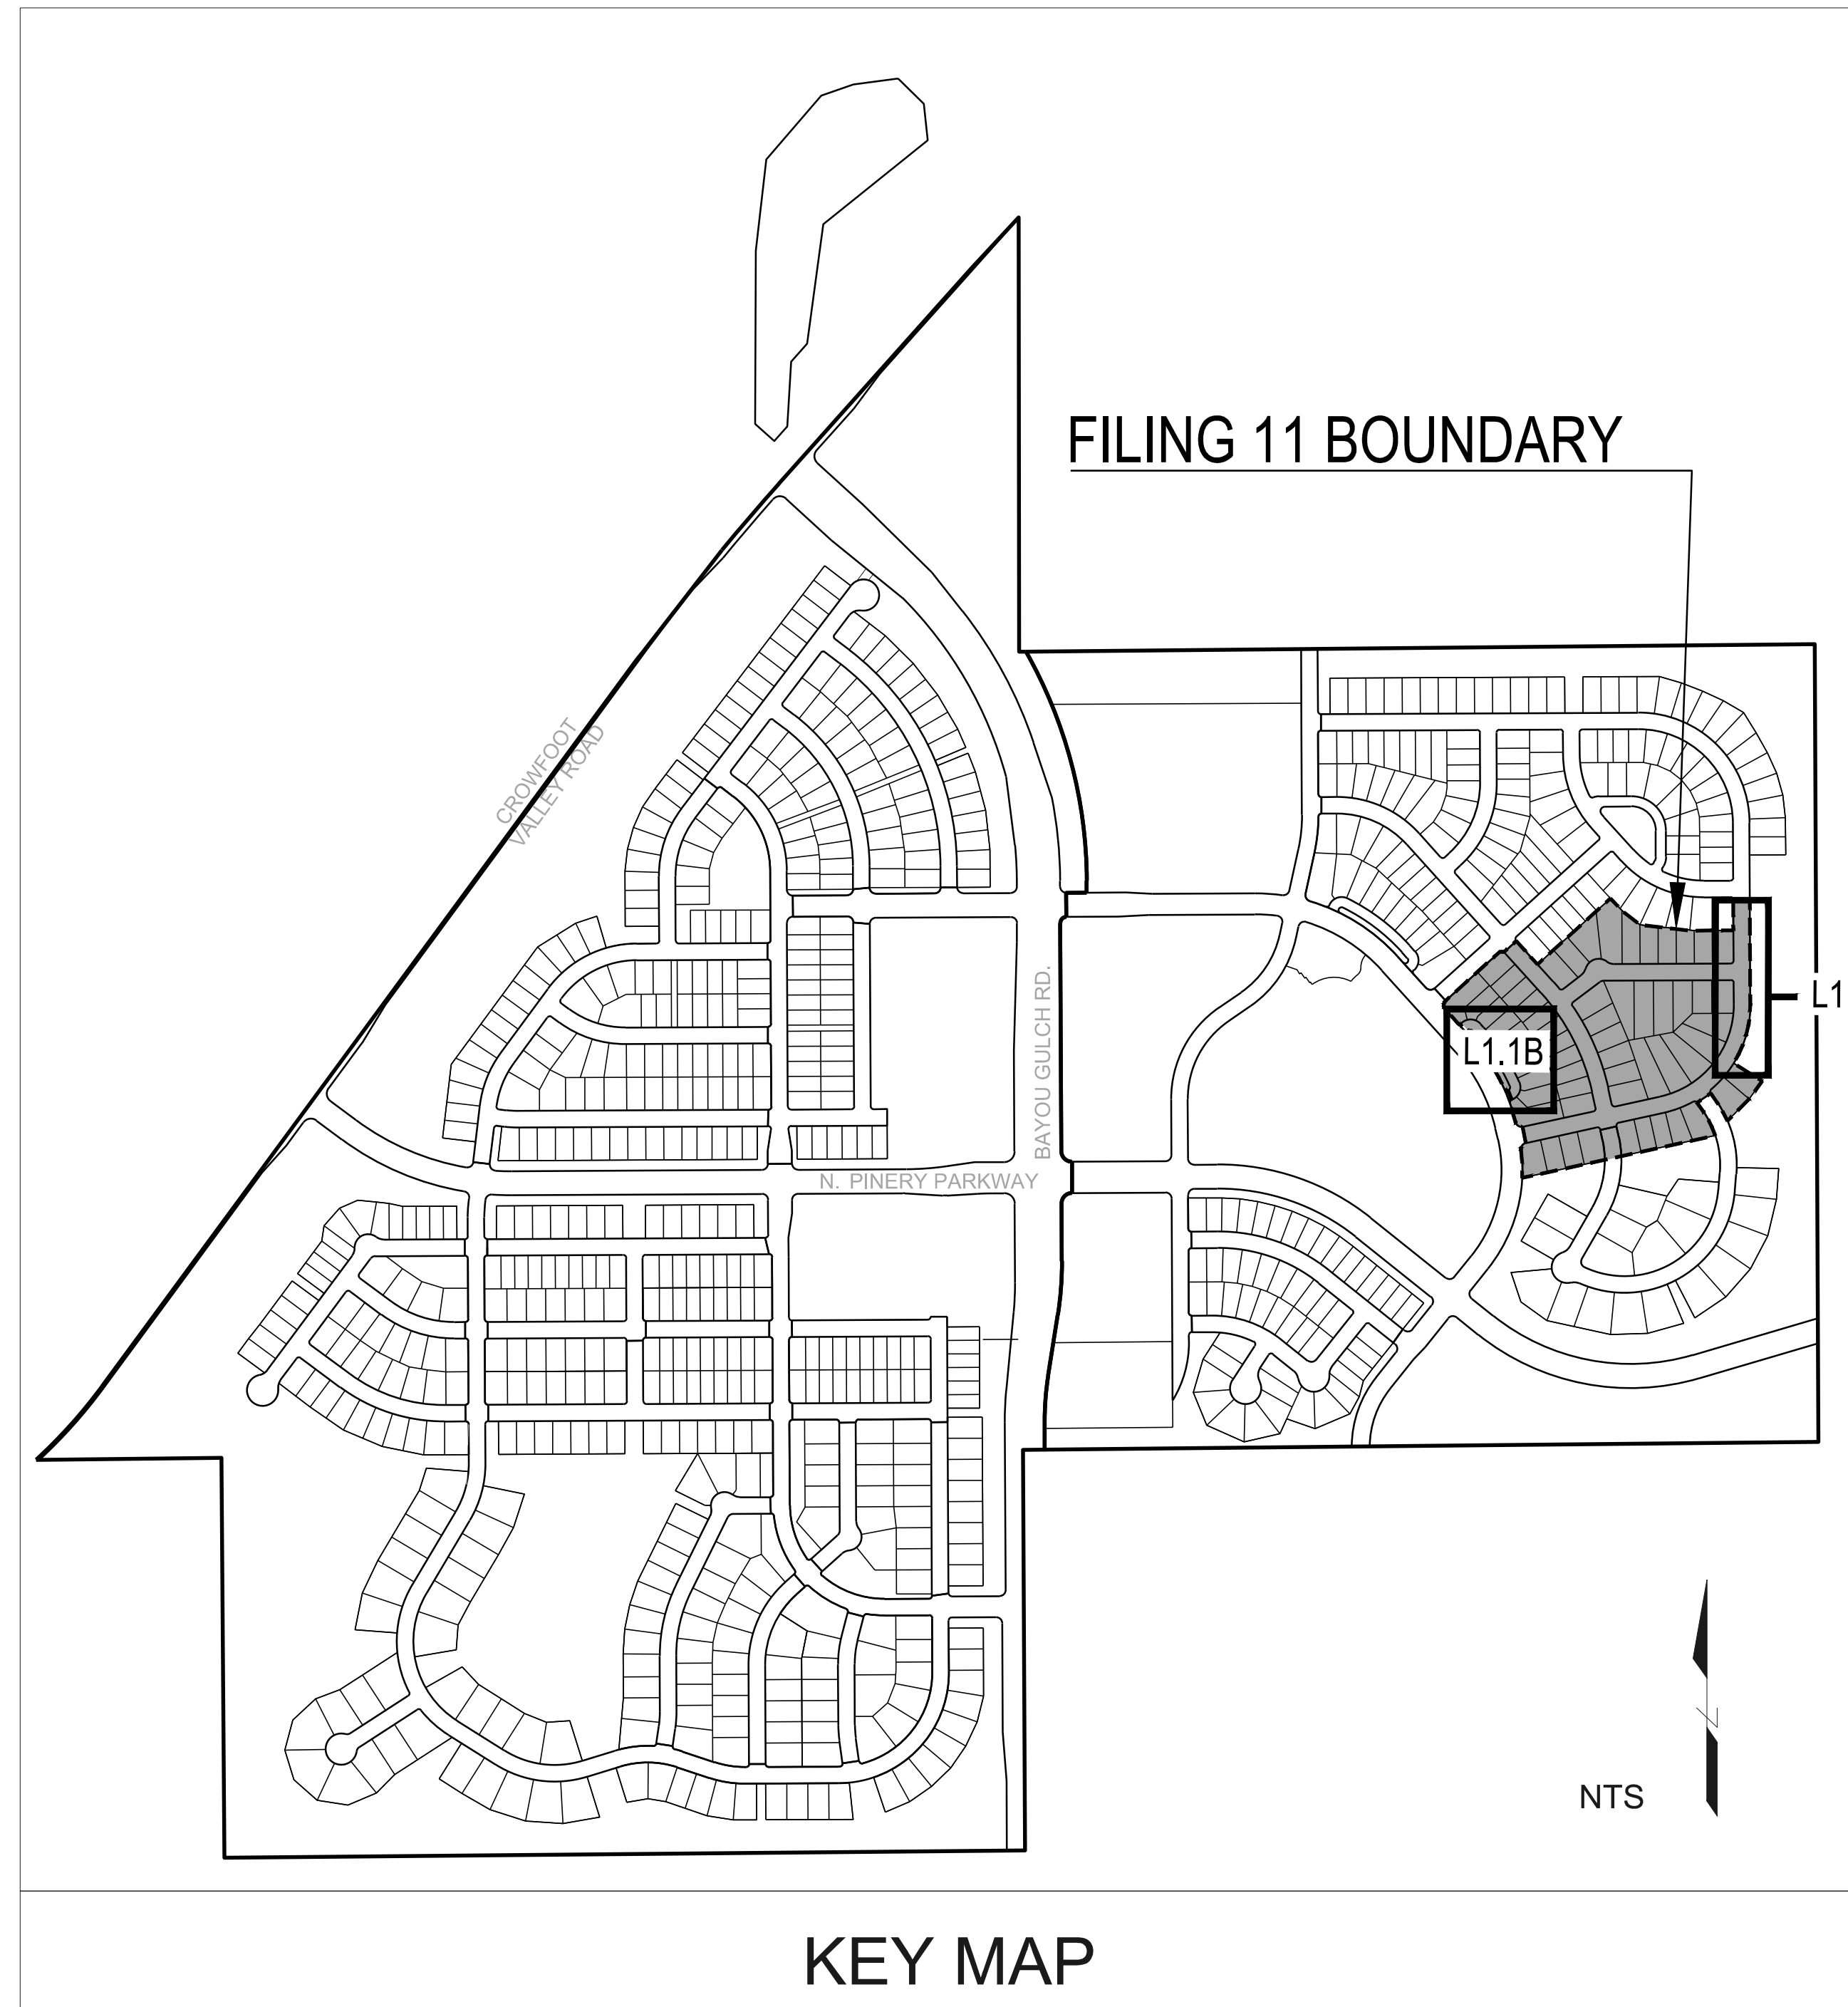 FILING 11 BOUNDARY
CROWFOOT
VALLEY ROAD
L1
BAYOU GULCH RD.
L1.1B
N. PINERY PARKWAY
N
NTS
KEY MAP